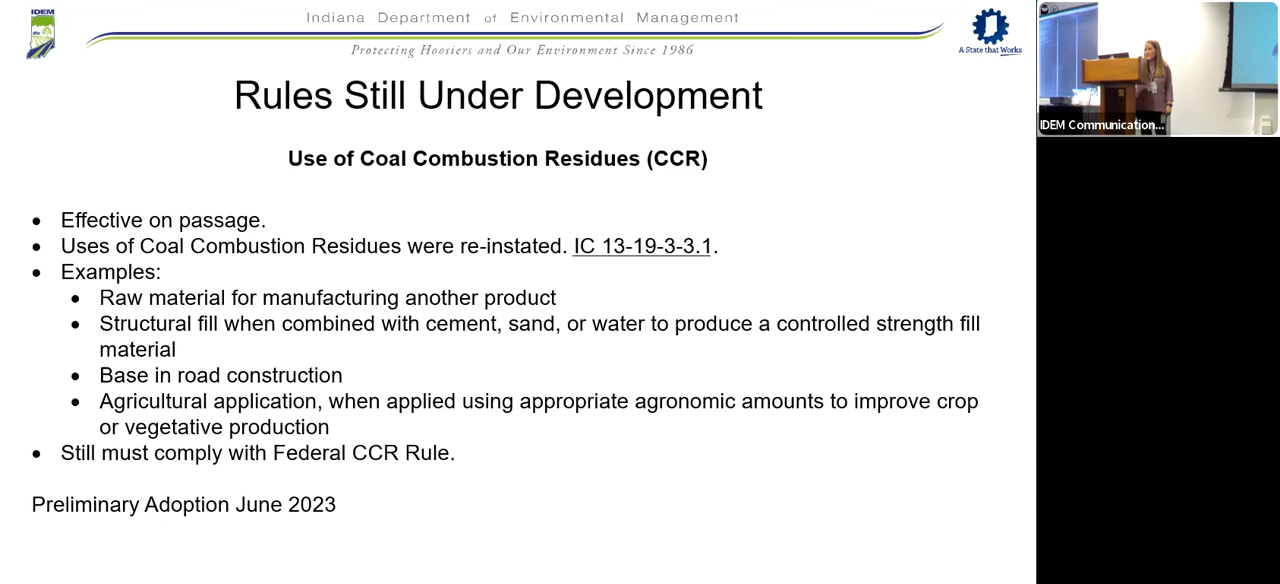 IDEM
Indiana Department of Environmental Management
Protecting Hoosiers and Our Environment Since 1986
A State that Works
Rules Still Under Development
Use of Coal Combustion Residues (CCR)
• Effective on passage.
• Uses of Coal Combustion Residues were re-instated. IC 13-19-3-3.1.
• Examples:
• Raw material for manufacturing another product
• Structural fill when combined with cement, sand, or water to produce a controlled strength fill
material
• Base in road construction
• Agricultural application, when applied using appropriate agronomic amounts to improve crop
or vegetative production
• Still must comply with Federal CCR Rule.
Preliminary Adoption June 2023
IDEM Communication...